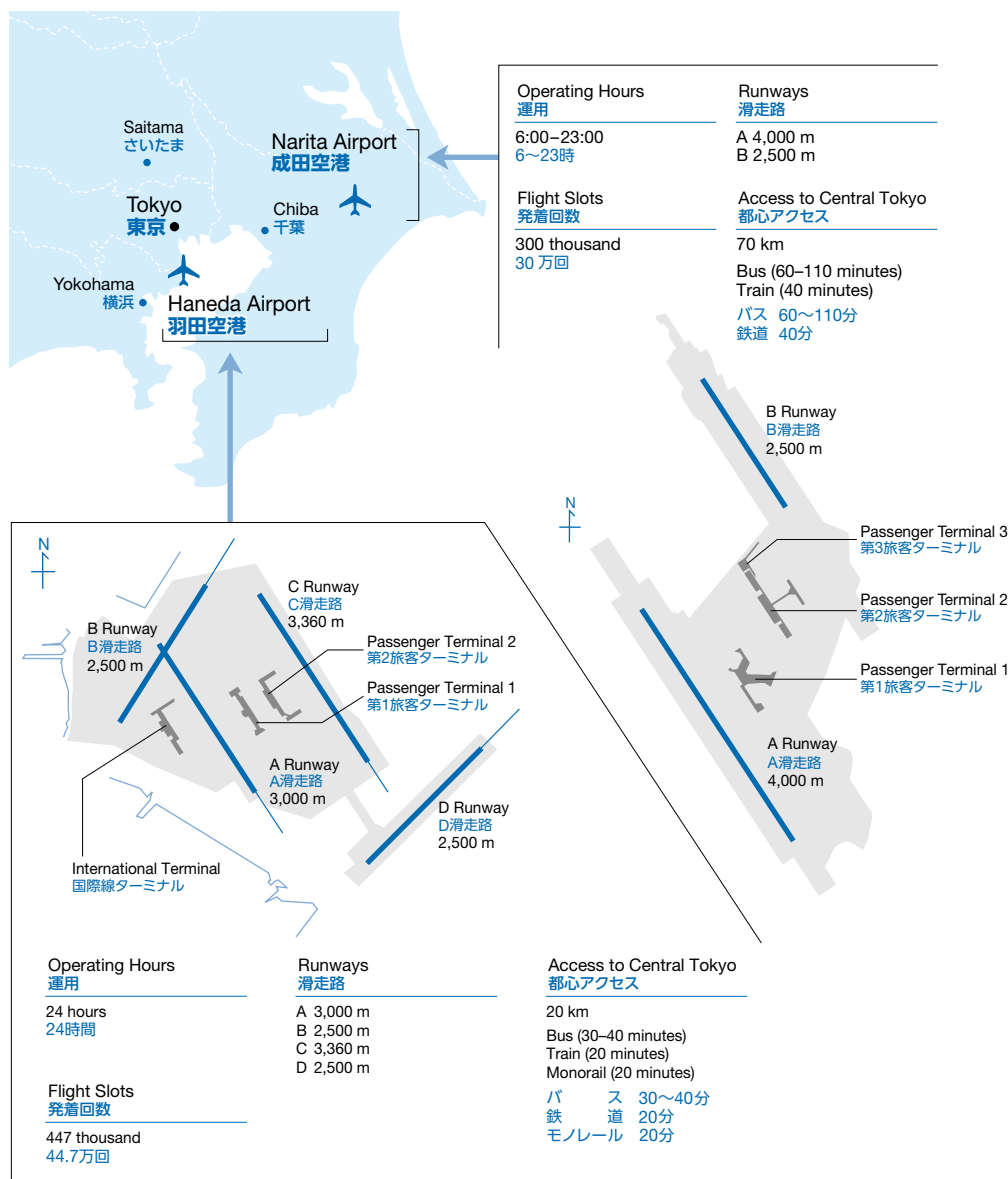 Saitama
さいたま
Narita Airport
成田空港
Tokyo
東京
Chiba
千葉
Yokohama
横浜
Haneda Airport
羽田空港
Operating Hours
運用
6:00–23:00
6〜23時
Runways
滑走路
A 4,000 m
B 2,500 m
Flight Slots
発着回数
300 thousand
30 万回
Access to Central Tokyo
都心アクセス
70 km
Bus (60–110 minutes)
Train (40 minutes)
バス 60〜110分
鉄道 40分
N
B Runway
B滑走路
2,500 m
Passenger Terminal 3
第3旅客ターミナル
Passenger Terminal 2
第2旅客ターミナル
Passenger Terminal 1
第1旅客ターミナル
A Runway
A滑走路
4,000 m
N
B Runway
B滑走路
2,500 m
C Runway
C滑走路
3,360 m
Passenger Terminal 2
第2旅客ターミナル
Passenger Terminal 1
第1旅客ターミナル
A Runway
A滑走路
3,000 m
D Runway
D滑走路
2,500 m
International Terminal
国際線ターミナル
Operating Hours
運用
24 hours
24時間
Flight Slots
発着回数
447 thousand
44.7万回
Runways
滑走路
A 3,000 m
B 2,500 m
C 3,360 m
D 2,500 m
Access to Central Tokyo
都心アクセス
20 km
Bus (30–40 minutes)
Train (20 minutes)
Monorail (20 minutes)
バス 30〜40分
鉄道 20分
モノレール 20分